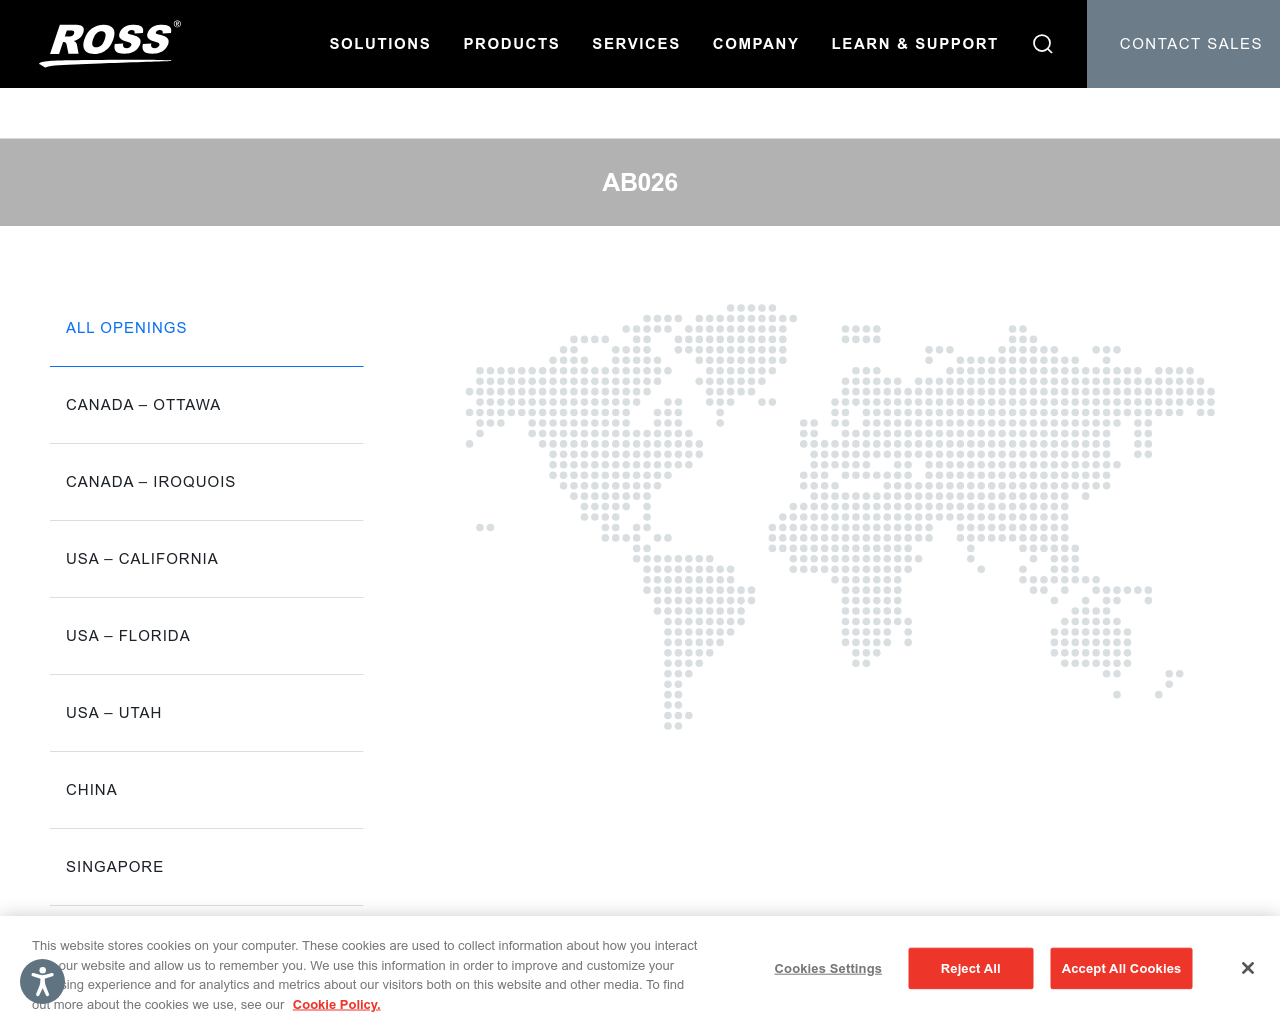 ROSS®
SOLUTIONS
PRODUCTS
SERVICES
COMPANY
LEARN & SUPPORT
CONTACT SALES
AB026
ALL OPENINGS
CANADA – OTTAWA
CANADA – IROQUOIS
USA – CALIFORNIA
USA – FLORIDA
USA – UTAH
CHINA
SINGAPORE
This website stores cookies on your computer. These cookies are used to collect information about how you interact
our website and allow us to remember you. We use this information in order to improve and customize your
experience and for analytics and metrics about our visitors both on this website and other media. To find
out more about the cookies we use, see our Cookie Policy.
Cookies Settings
Reject All
Accept All Cookies